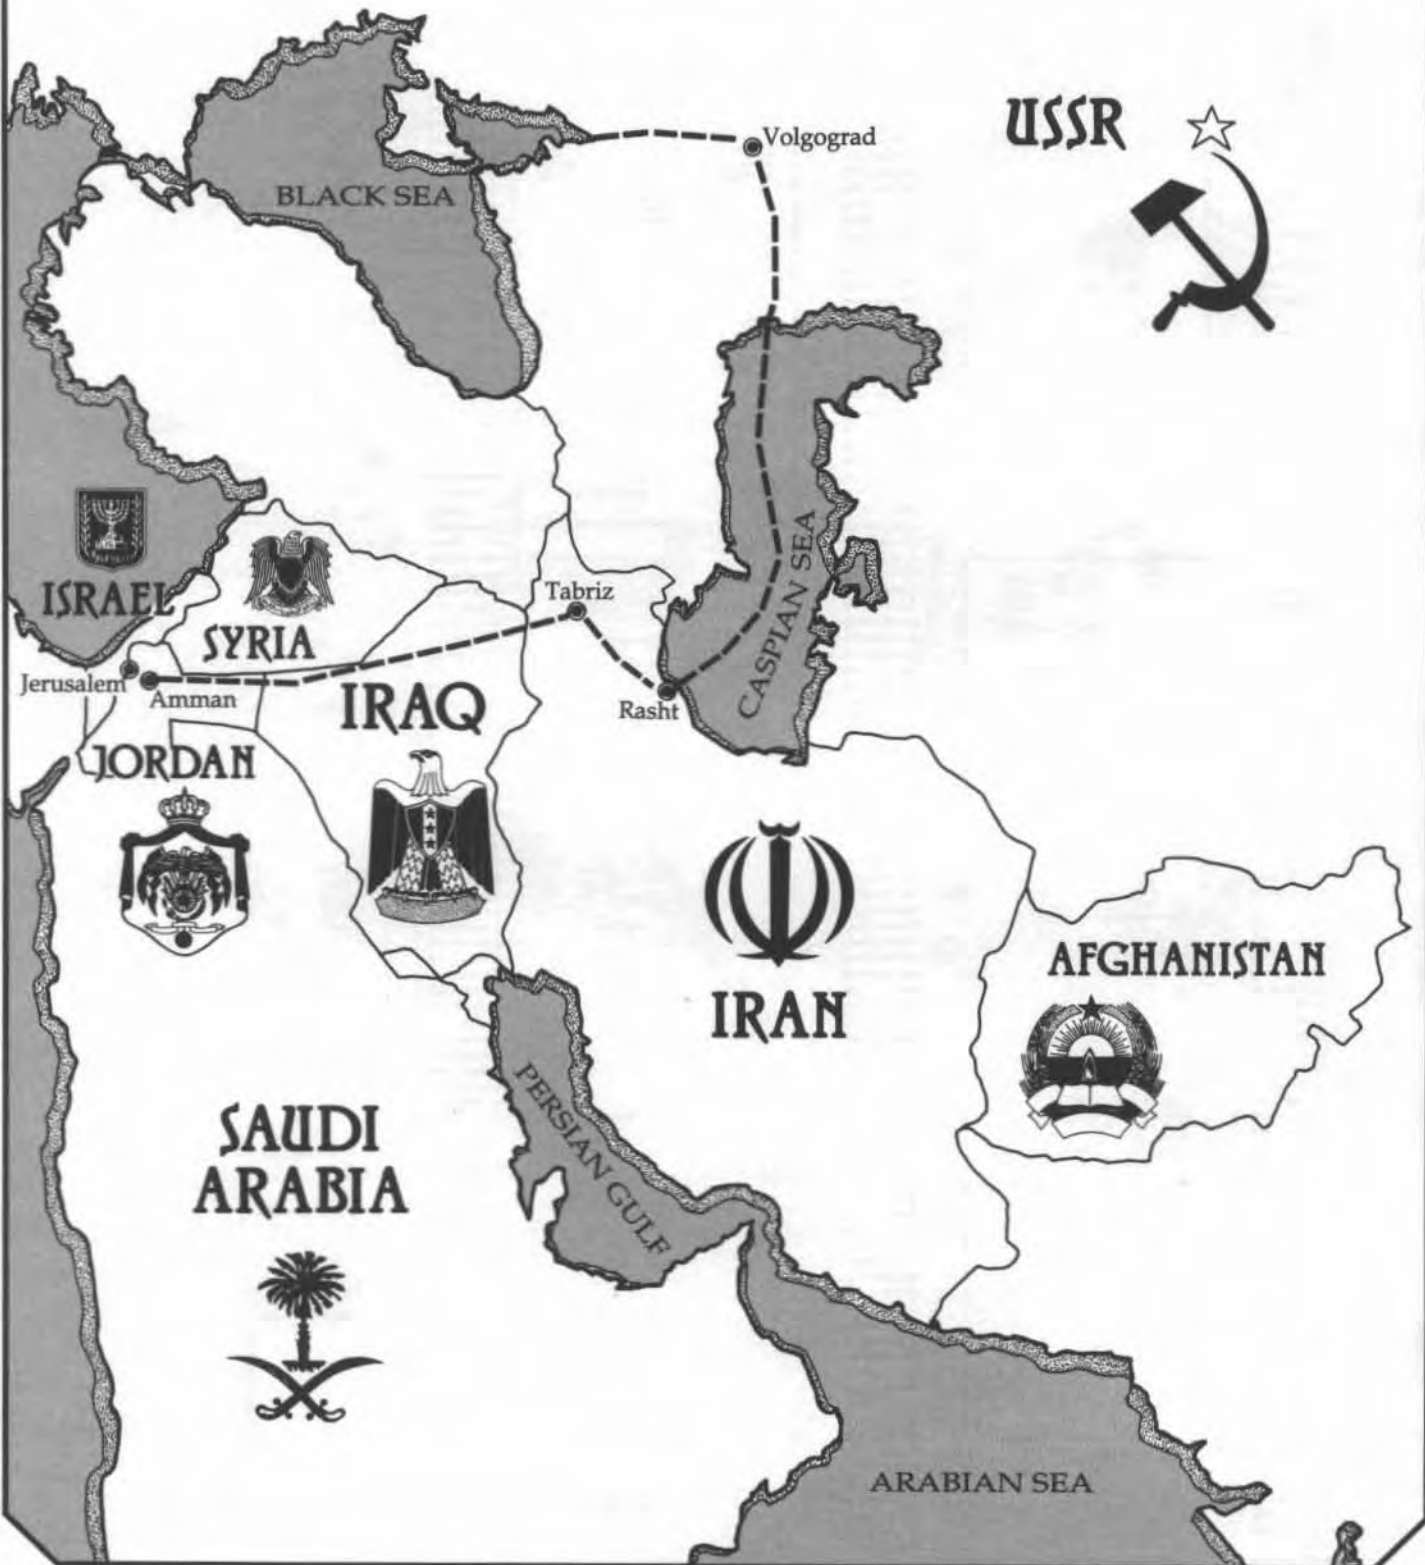 USSR
Volgograd
BLACK SEA
ISRAEL
SYRIA
Tabriz
CASPIAN SEA
Jerusalem
Amman
IRAQ
Rasht
JORDAN
IRAN
AFGHANISTAN
PERSIAN GULF
SAUDI
ARABIA
ARABIAN SEA